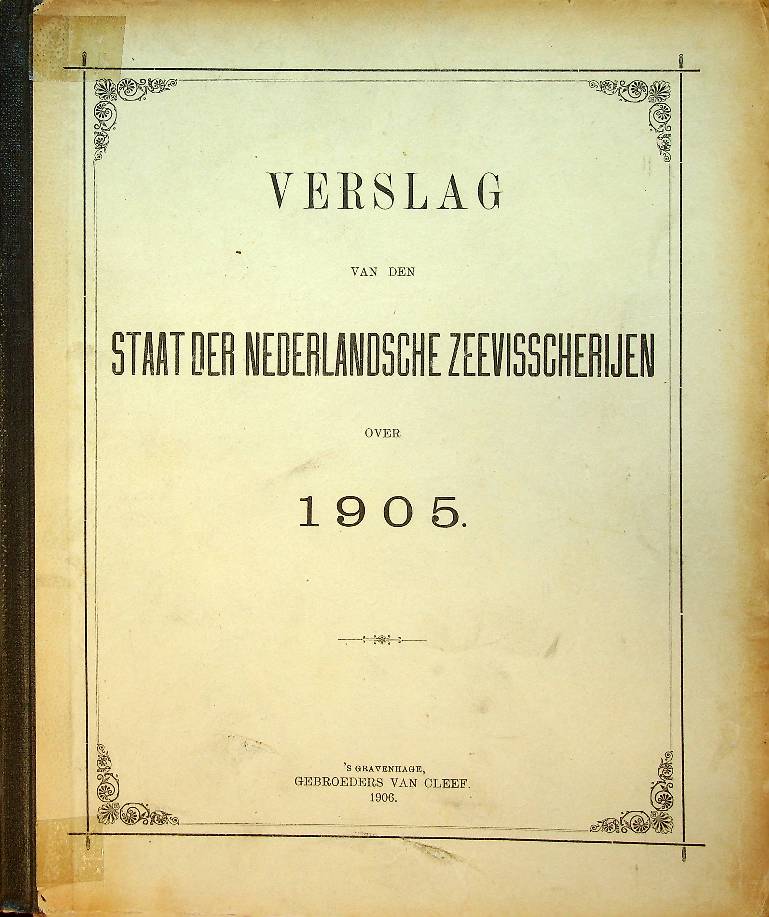 VERSLAG
VAN DEN
STAAT DER NEDERLANDSCHE ZEEVISSCHERIJEN
OVER
1905.
'S GRAVENHAGE,
GEBROEDERS VAN CLEEF.
1906.